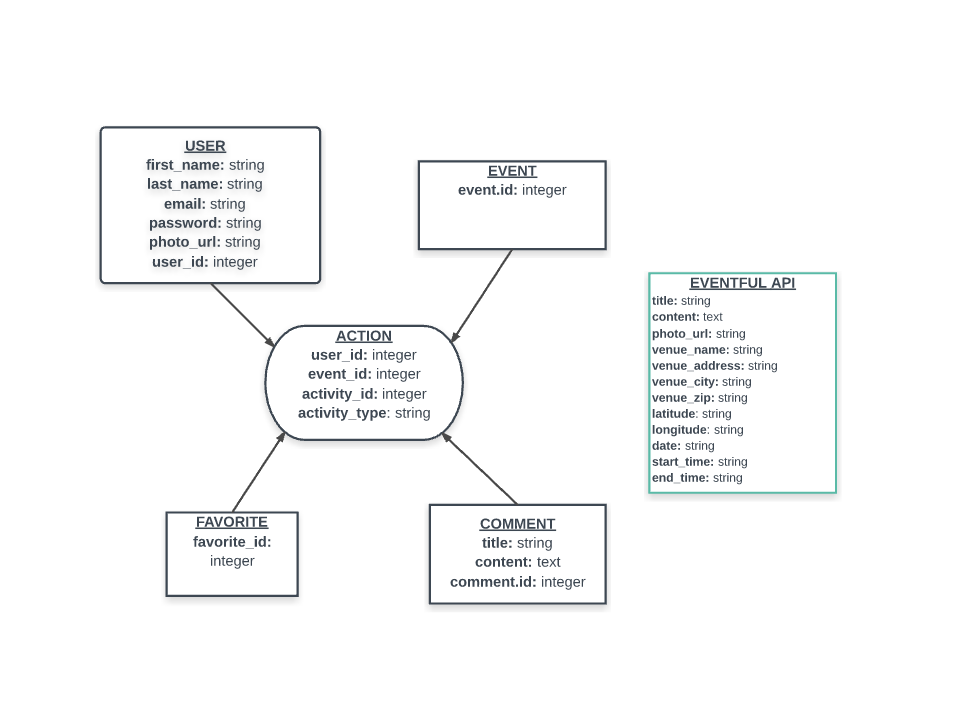 USER
first_name: string
last_name: string
email: string
password: string
photo_url: string
user_id: integer
EVENT
event.id: integer
EVENTFUL API
title: string
content: text
photo_url: string
venue_name: string
venue_address: string
venue_city: string
venue_zip: string
latitude: string
longitude: string
date: string
start_time: string
end_time: string
ACTION
user_id: integer
event_id: integer
activity_id: integer
activity_type: string
FAVORITE
favorite_id:
integer
COMMENT
title: string
content: text
comment.id: integer